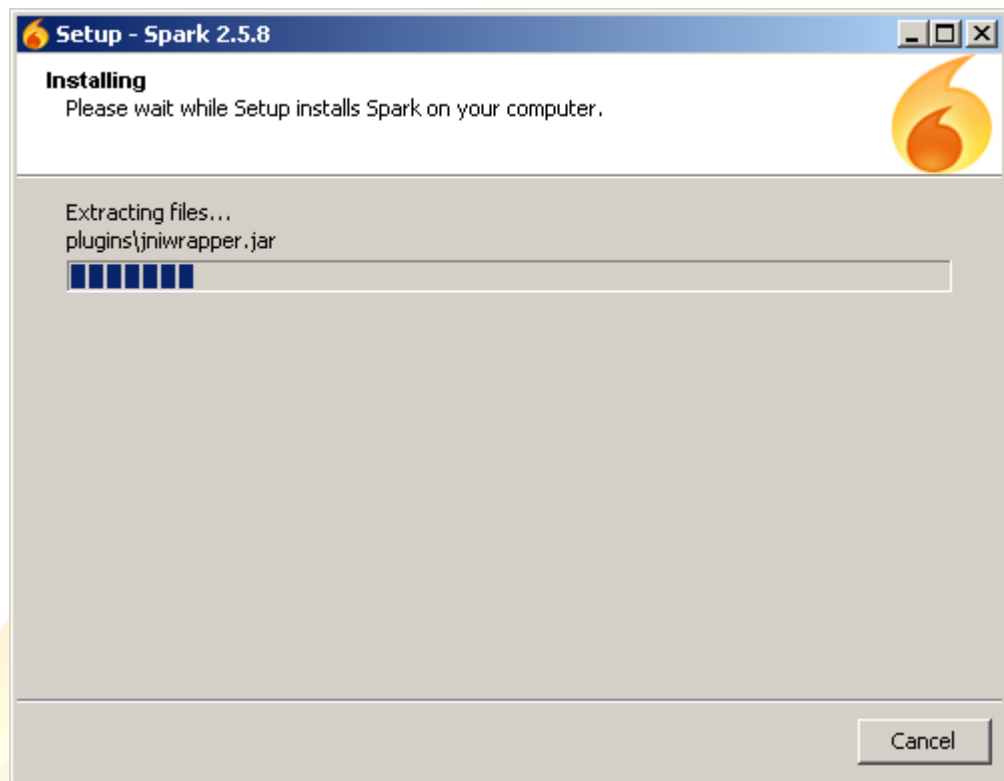 Setup - Spark 2.5.8
Installing
Please wait while Setup installs Spark on your computer.
Extracting files...
plugins\jniwrapper.jar
Cancel